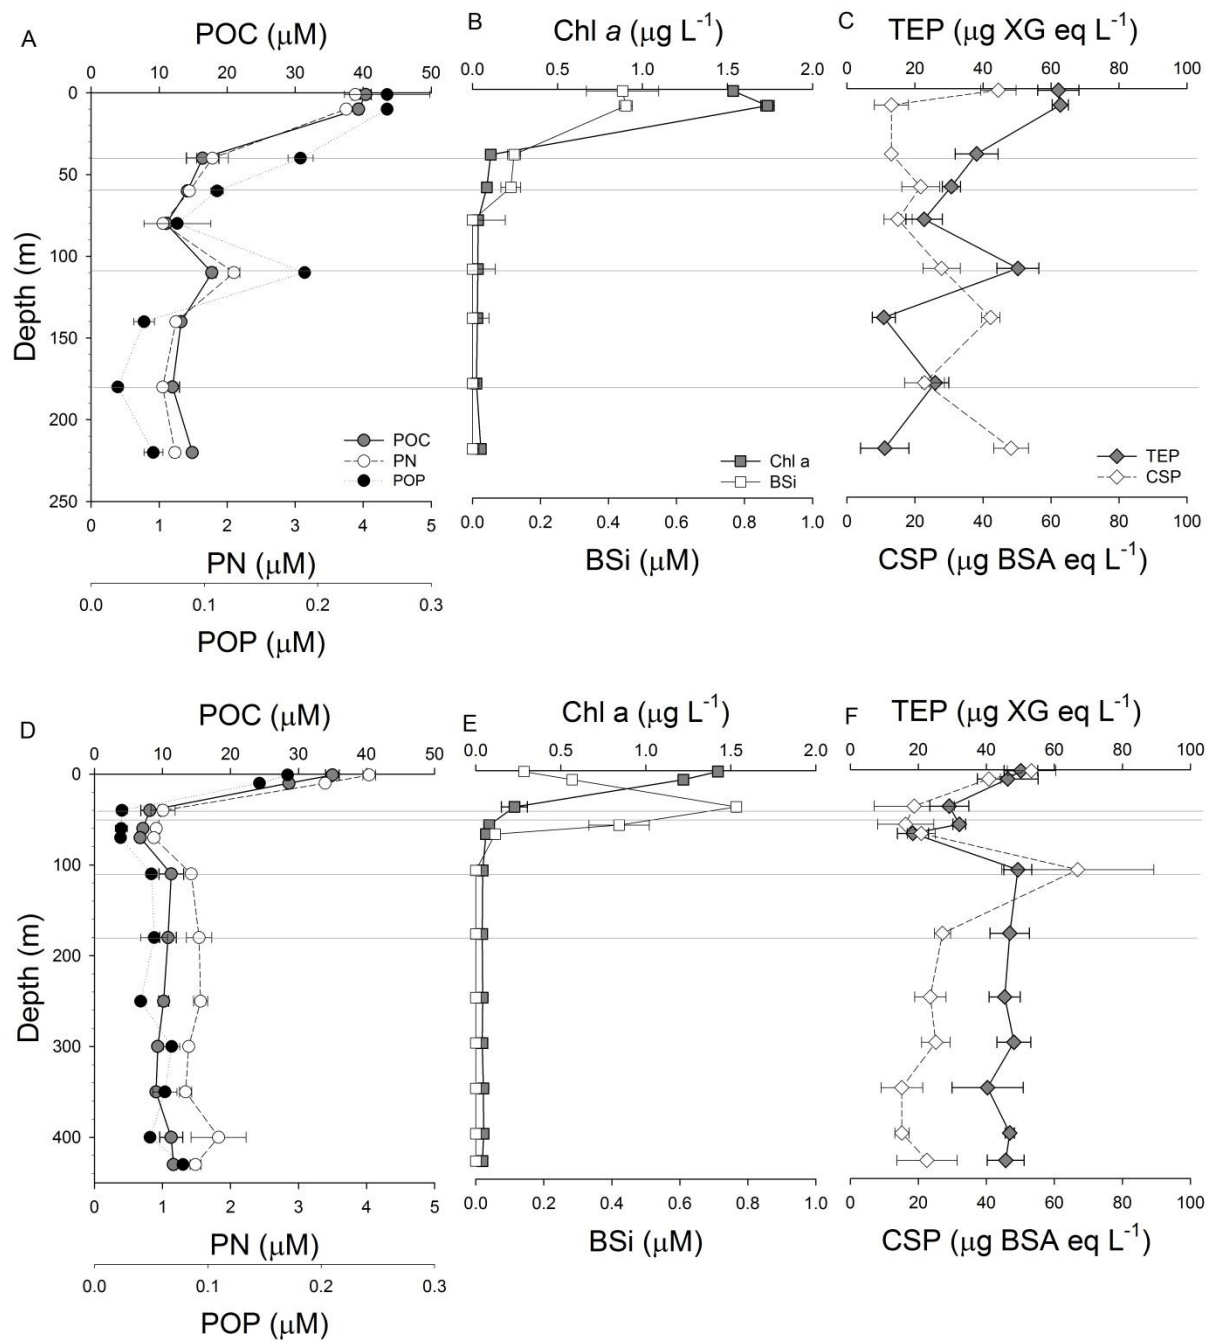 A
POC (μM)
0 10 20 30 40 50
B
Chl a (μg L-1)
0.0 0.5 1.0 1.5 2.0
C
TEP (μg XG eq L-1)
0 20 40 60 80 100
Depth (m)
0
50
100
150
200
250
POC
PN
POP
Chl a
BSi
TEP
CSP
0 1 2 3 4 5
PN (μM)
0.0 0.2 0.4 0.6 0.8 1.0
BSi (μM)
0 20 40 60 80 100
CSP (μg BSA eq L-1)
0.0 0.1 0.2 0.3
POP (μM)
D
POC (μM)
0 10 20 30 40 50
E
Chl a (μg L-1)
0.0 0.5 1.0 1.5 2.0
F
TEP (μg XG eq L-1)
0 20 40 60 80 100
Depth (m)
0
100
200
300
400
0 1 2 3 4 5
PN (μM)
0.0 0.2 0.4 0.6 0.8 1.0
BSi (μM)
0 20 40 60 80 100
CSP (μg BSA eq L-1)
0.0 0.1 0.2 0.3
POP (μM)